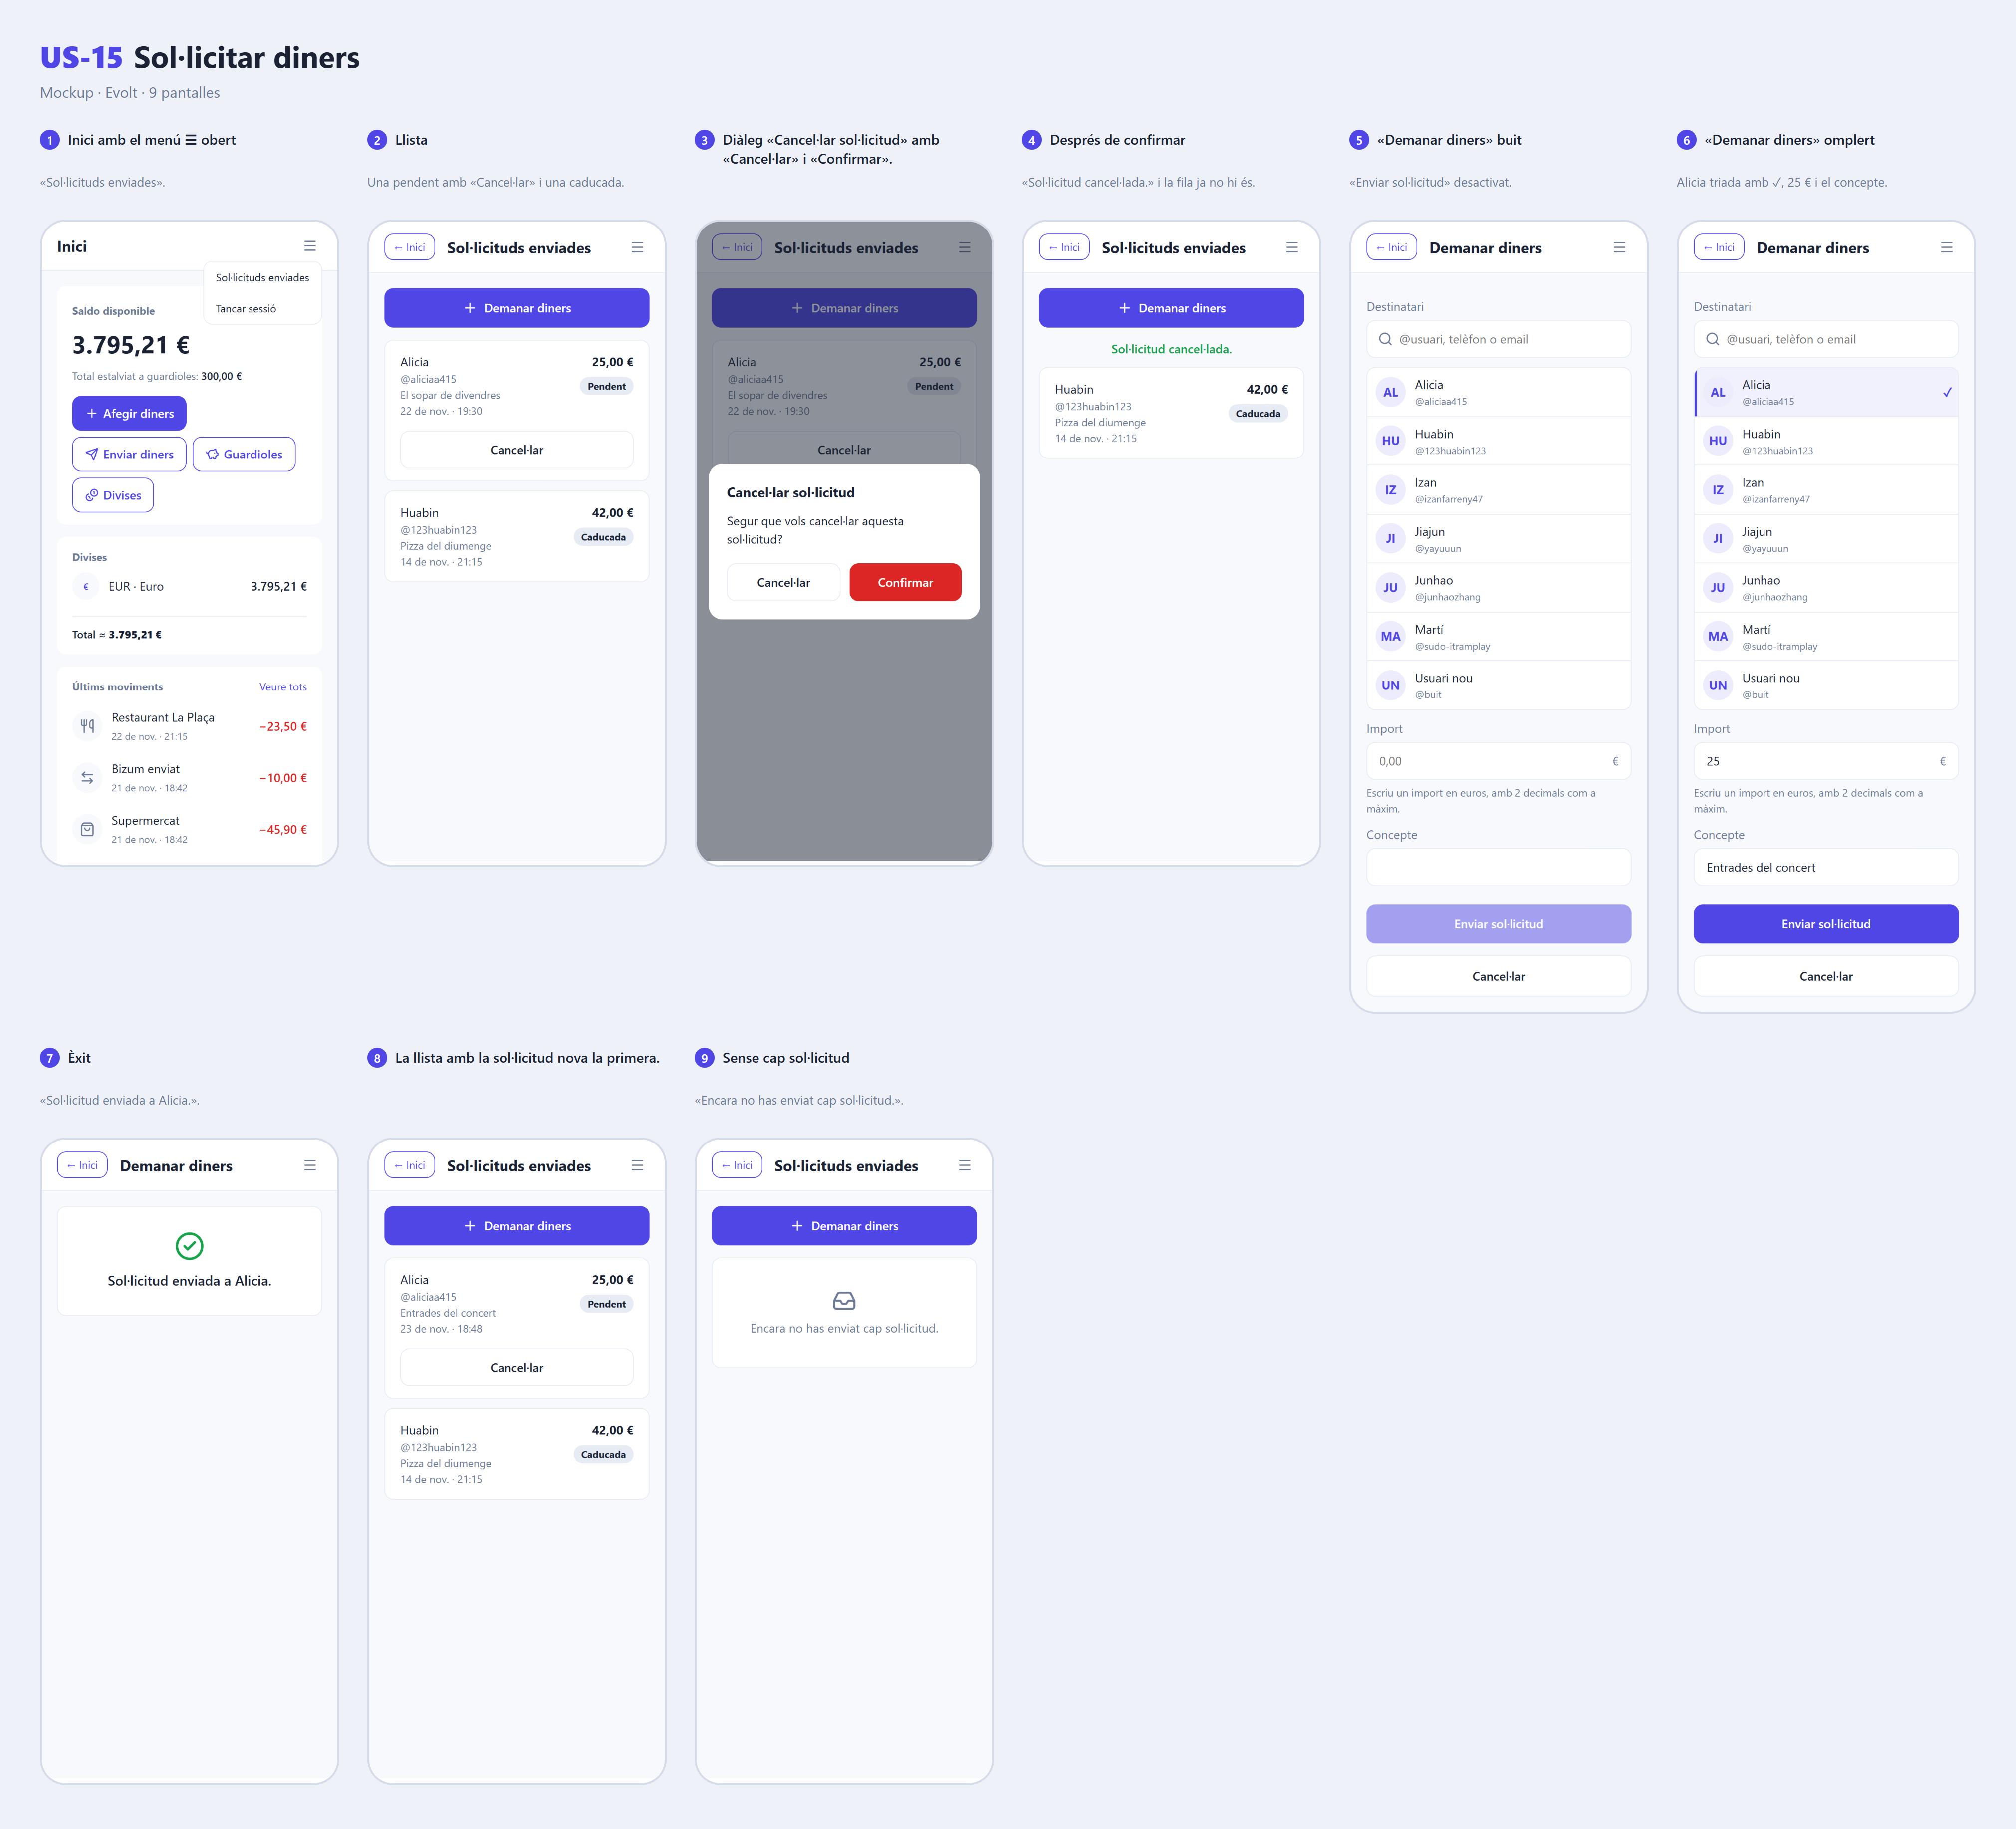 US-15 Sol·licitar diners
Mockup · Evolt · 9 pantalles
1 Inici amb el menú ☰ obert
«Sol·licituds enviades».
Inici
Sol·licituds enviades
Tancar sessió
Saldo disponible
3.795,21 €
Total estalviat a guardioles: 300,00 €
+ Afegir diners
Enviar diners
Guardioles
Divises
Divises
€ EUR · Euro 3.795,21 €
Total ≈ 3.795,21 €
Últims moviments Veure tots
Restaurant La Plaça
22 de nov. · 21:15
−23,50 €
Bizum enviat
21 de nov. · 18:42
−10,00 €
Supermercat
21 de nov. · 18:42
−45,90 €
2 Llista
Una pendent amb «Cancel·lar» i una caducada.
← Inici Sol·licituds enviades
+ Demanar diners
Alicia 25,00 €
@aliciaa415 Pendent
El sopar de divendres
22 de nov. · 19:30
Cancel·lar
Huabin 42,00 €
@123huabin123 Caducada
Pizza del diumenge
14 de nov. · 21:15
3 Diàleg «Cancel·lar sol·licitud» amb
«Cancel·lar» i «Confirmar».
← Inici Sol·licituds enviades
+ Demanar diners
Alicia 25,00 €
@aliciaa415 Pendent
El sopar de divendres
22 de nov. · 19:30
Cancel·lar
Cancel·lar sol·licitud
Segur que vols cancel·lar aquesta
sol·licitud?
Cancel·lar Confirmar
4 Després de confirmar
«Sol·licitud cancel·lada.» i la fila ja no hi és.
← Inici Sol·licituds enviades
+ Demanar diners
Sol·licitud cancel·lada.
Huabin 42,00 €
@123huabin123 Caducada
Pizza del diumenge
14 de nov. · 21:15
5 «Demanar diners» buit
«Enviar sol·licitud» desactivat.
← Inici Demanar diners
Destinatari
@usuari, telèfon o email
AL Alicia
@aliciaa415
HU Huabin
@123huabin123
IZ Izan
@izanfarreny47
JI Jiajun
@yayuuun
JU Junhao
@junhaozhang
MA Martí
@sudo-itramplay
UN Usuari nou
@buit
Import
0,00 €
Escriu un import en euros, amb 2 decimals com a
màxim.
Concepte
Enviar sol·licitud
Cancel·lar
6 «Demanar diners» omplert
Alicia triada amb ✓, 25 € i el concepte.
← Inici Demanar diners
Destinatari
@usuari, telèfon o email
AL Alicia ✓
@aliciaa415
HU Huabin
@123huabin123
IZ Izan
@izanfarreny47
JI Jiajun
@yayuuun
JU Junhao
@junhaozhang
MA Martí
@sudo-itramplay
UN Usuari nou
@buit
Import
25 €
Escriu un import en euros, amb 2 decimals com a
màxim.
Concepte
Entrades del concert
Enviar sol·licitud
Cancel·lar
7 Èxit
«Sol·licitud enviada a Alicia.».
← Inici Demanar diners
Sol·licitud enviada a Alicia.
8 La llista amb la sol·licitud nova la primera.
← Inici Sol·licituds enviades
+ Demanar diners
Alicia 25,00 €
@aliciaa415 Pendent
Entrades del concert
23 de nov. · 18:48
Cancel·lar
Huabin 42,00 €
@123huabin123 Caducada
Pizza del diumenge
14 de nov. · 21:15
9 Sense cap sol·licitud
«Encara no has enviat cap sol·licitud.».
← Inici Sol·licituds enviades
+ Demanar diners
Encara no has enviat cap sol·licitud.